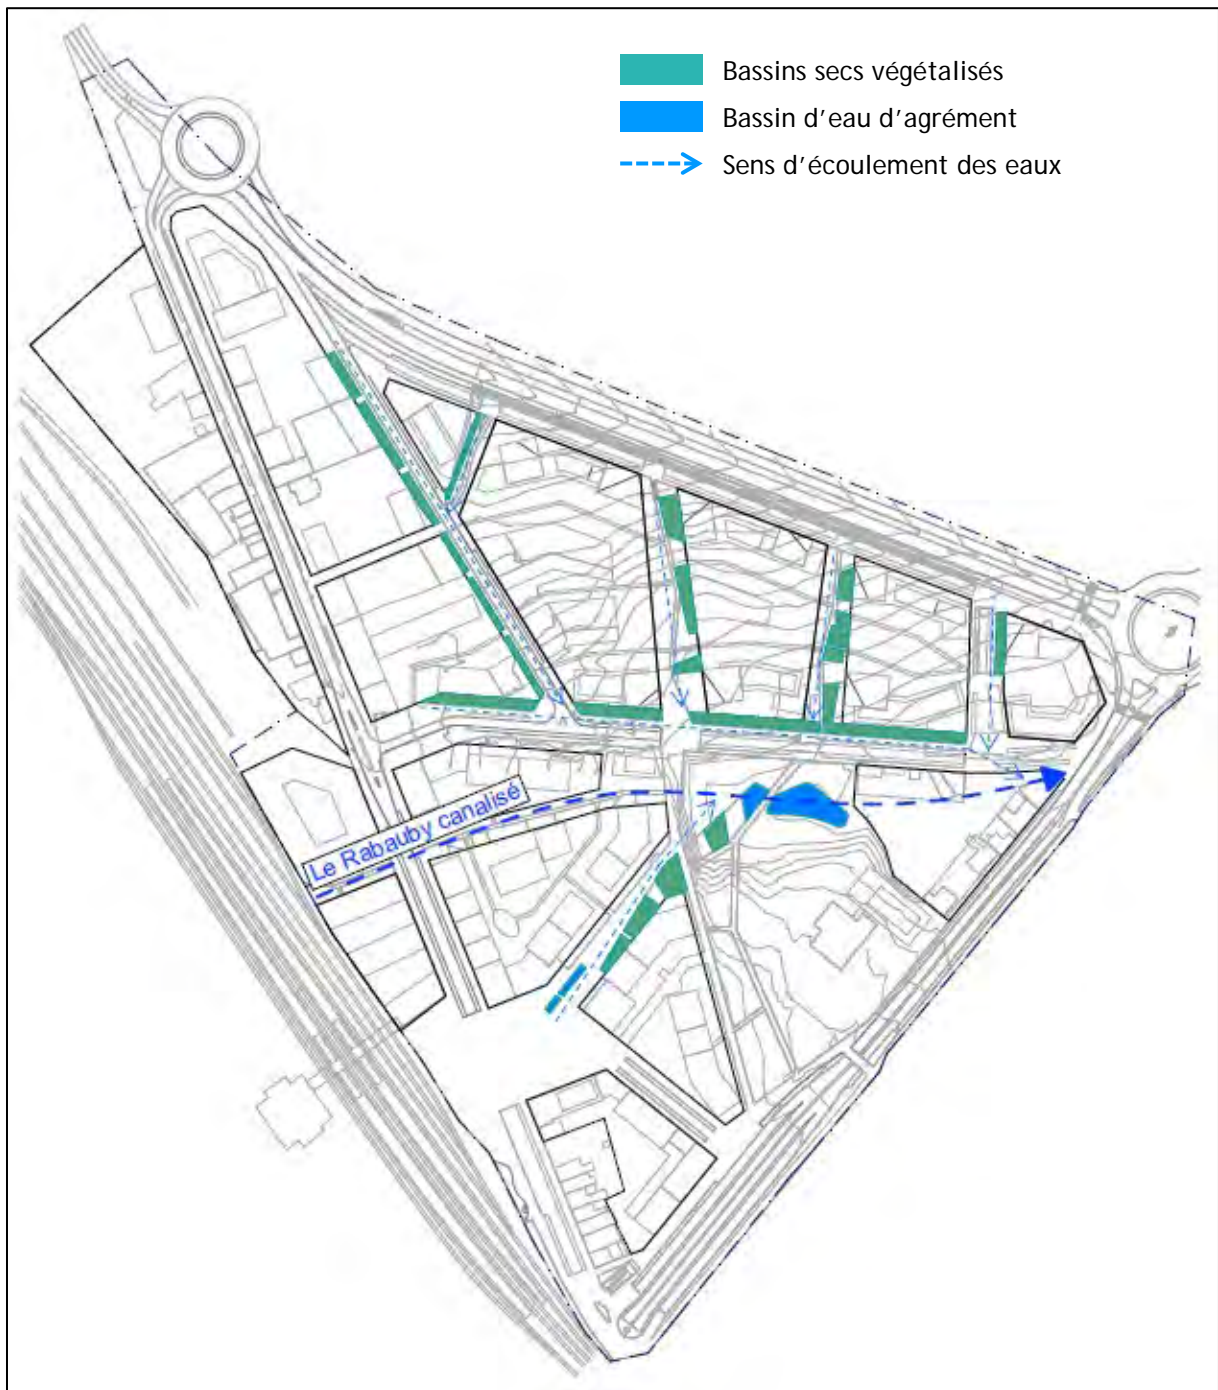 Bassins secs végétalisés
Bassin d’eau d’agrément
Sens d’écoulement des eaux
Le Rabauby canalisé